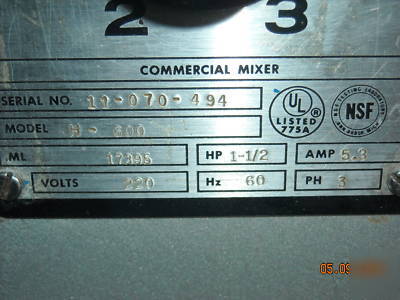 2 3
COMMERCIAL MIXER
SERIAL NO. 11-070-494
UL LISTED 775A
NSF
MODEL H-600
ML 17395 HP 1-1/2 AMP 5.3
VOLTS 220 Hz 60 PH 3
05.09